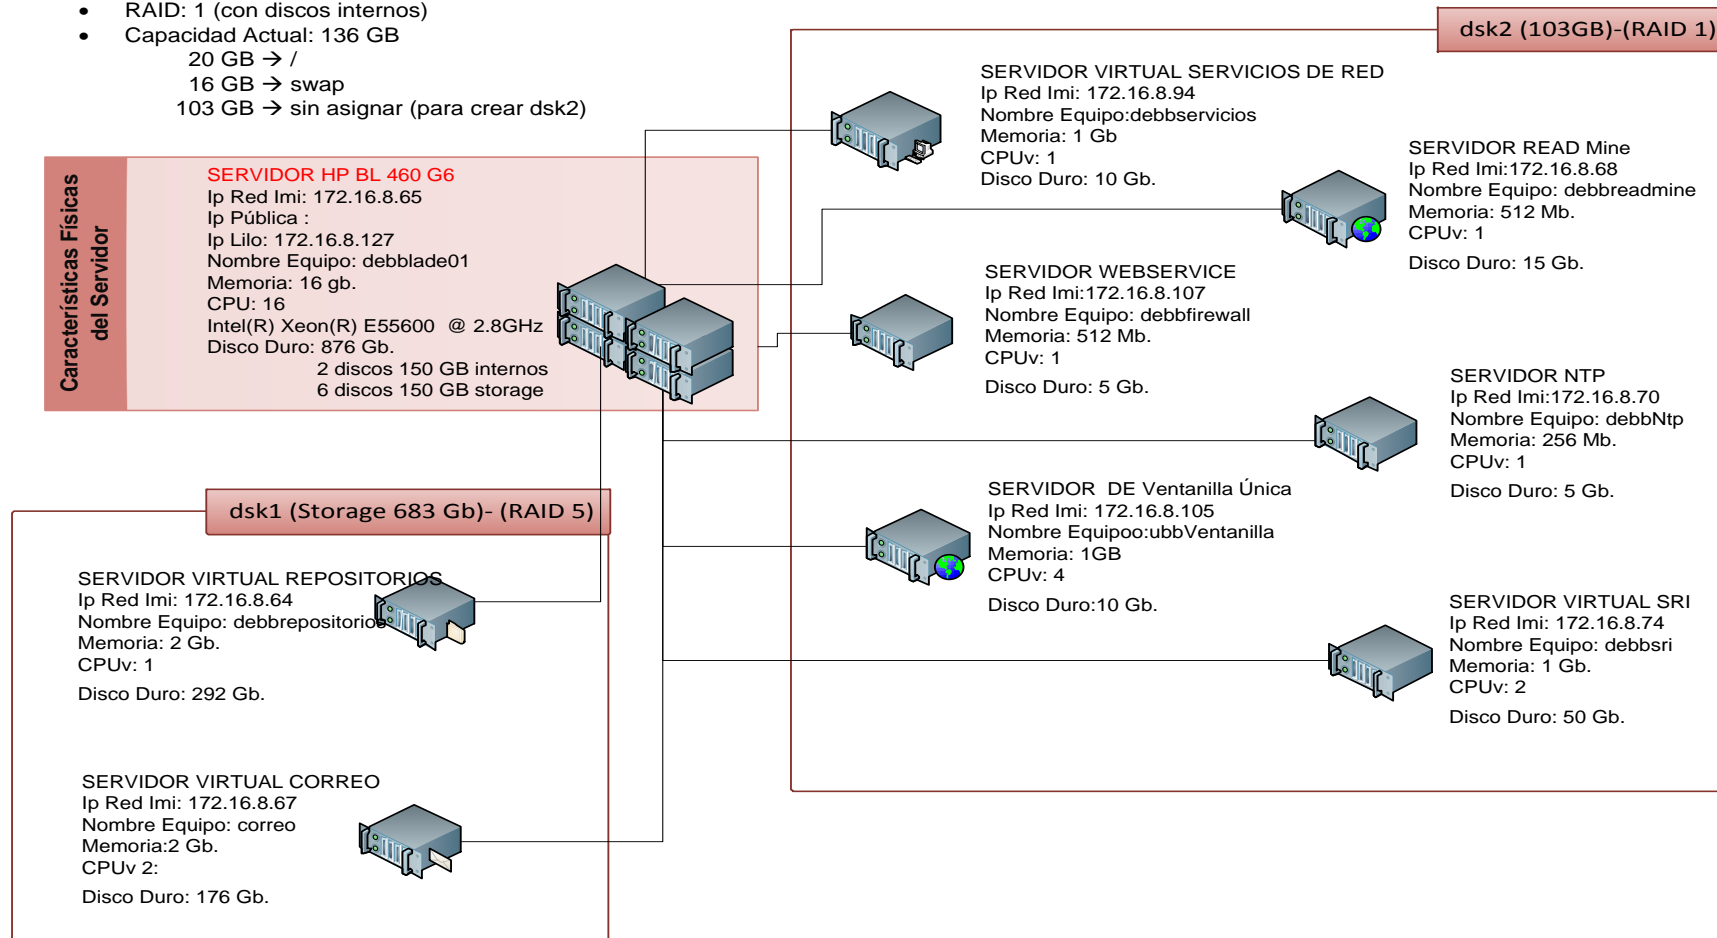 • RAID: 1 (con discos internos)
• Capacidad Actual: 136 GB
20 GB → /
16 GB → swap
103 GB → sin asignar (para crear dsk2)
Características Físicas
del Servidor
SERVIDOR HP BL 460 G6
Ip Red Imi: 172.16.8.65
Ip Pública :
Ip Lilo: 172.16.8.127
Nombre Equipo: debblade01
Memoria: 16 gb.
CPU: 16
Intel(R) Xeon(R) E55600 @ 2.8GHz
Disco Duro: 876 Gb.
2 discos 150 GB internos
6 discos 150 GB storage
dsk2 (103GB)-(RAID 1)
SERVIDOR VIRTUAL SERVICIOS DE RED
Ip Red Imi: 172.16.8.94
Nombre Equipo:debbservicios
Memoria: 1 Gb
CPUv: 1
Disco Duro: 10 Gb.
SERVIDOR READ Mine
Ip Red Imi:172.16.8.68
Nombre Equipo: debbreadmine
Memoria: 512 Mb.
CPUv: 1
Disco Duro: 15 Gb.
SERVIDOR WEBSERVICE
Ip Red Imi:172.16.8.107
Nombre Equipo: debbfirewall
Memoria: 512 Mb.
CPUv: 1
Disco Duro: 5 Gb.
SERVIDOR NTP
Ip Red Imi:172.16.8.70
Nombre Equipo: debbNtp
Memoria: 256 Mb.
CPUv: 1
Disco Duro: 5 Gb.
SERVIDOR DE Ventanilla Única
Ip Red Imi: 172.16.8.105
Nombre Equipoo:ubbVentanilla
Memoria: 1GB
CPUv: 4
Disco Duro:10 Gb.
SERVIDOR VIRTUAL SRI
Ip Red Imi: 172.16.8.74
Nombre Equipo: debbsri
Memoria: 1 Gb.
CPUv: 2
Disco Duro: 50 Gb.
dsk1 (Storage 683 Gb)- (RAID 5)
SERVIDOR VIRTUAL REPOSITORIOS
Ip Red Imi: 172.16.8.64
Nombre Equipo: debbrepositorios
Memoria: 2 Gb.
CPUv: 1
Disco Duro: 292 Gb.
SERVIDOR VIRTUAL CORREO
Ip Red Imi: 172.16.8.67
Nombre Equipo: correo
Memoria:2 Gb.
CPUv 2:
Disco Duro: 176 Gb.